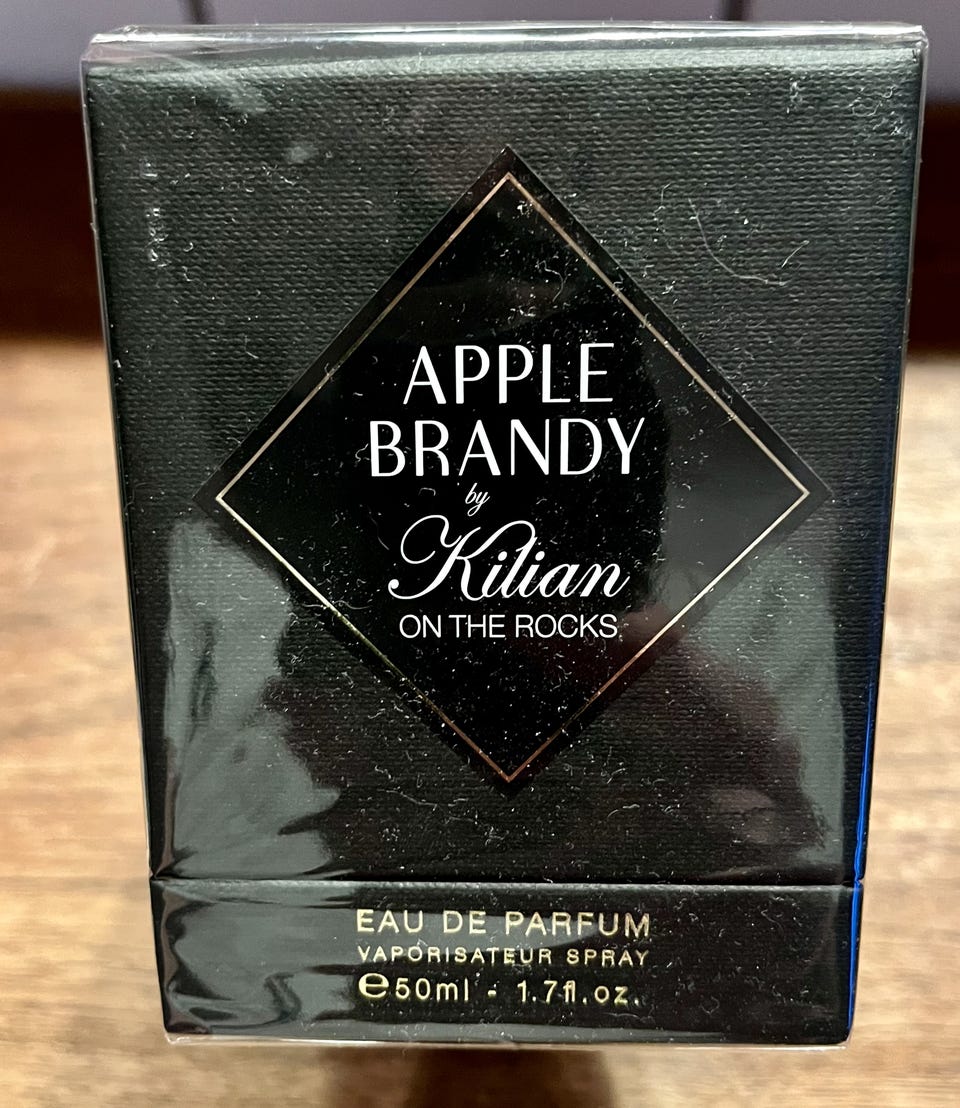 APPLE
BRANDY
by
Kilian
ON THE ROCKS
EAU DE PARFUM
VAPORISATEUR SPRAY
℮50ml - 1.7fl.oz.